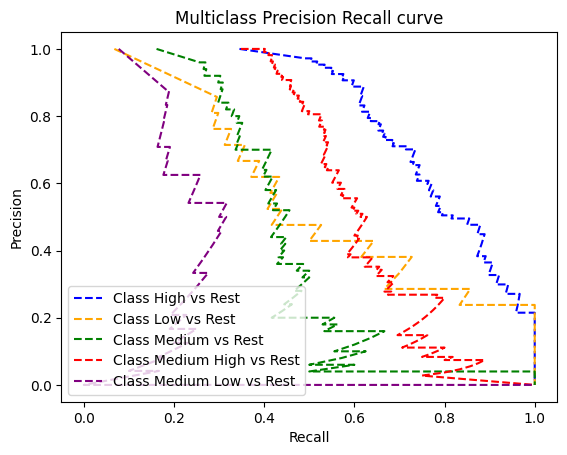 Multiclass Precision Recall curve
1.0
0.8
0.6
0.4
0.2
0.0
Precision
Class High vs Rest
Class Low vs Rest
Class Medium vs Rest
Class Medium High vs Rest
Class Medium Low vs Rest
0.0 0.2 0.4 0.6 0.8 1.0
Recall